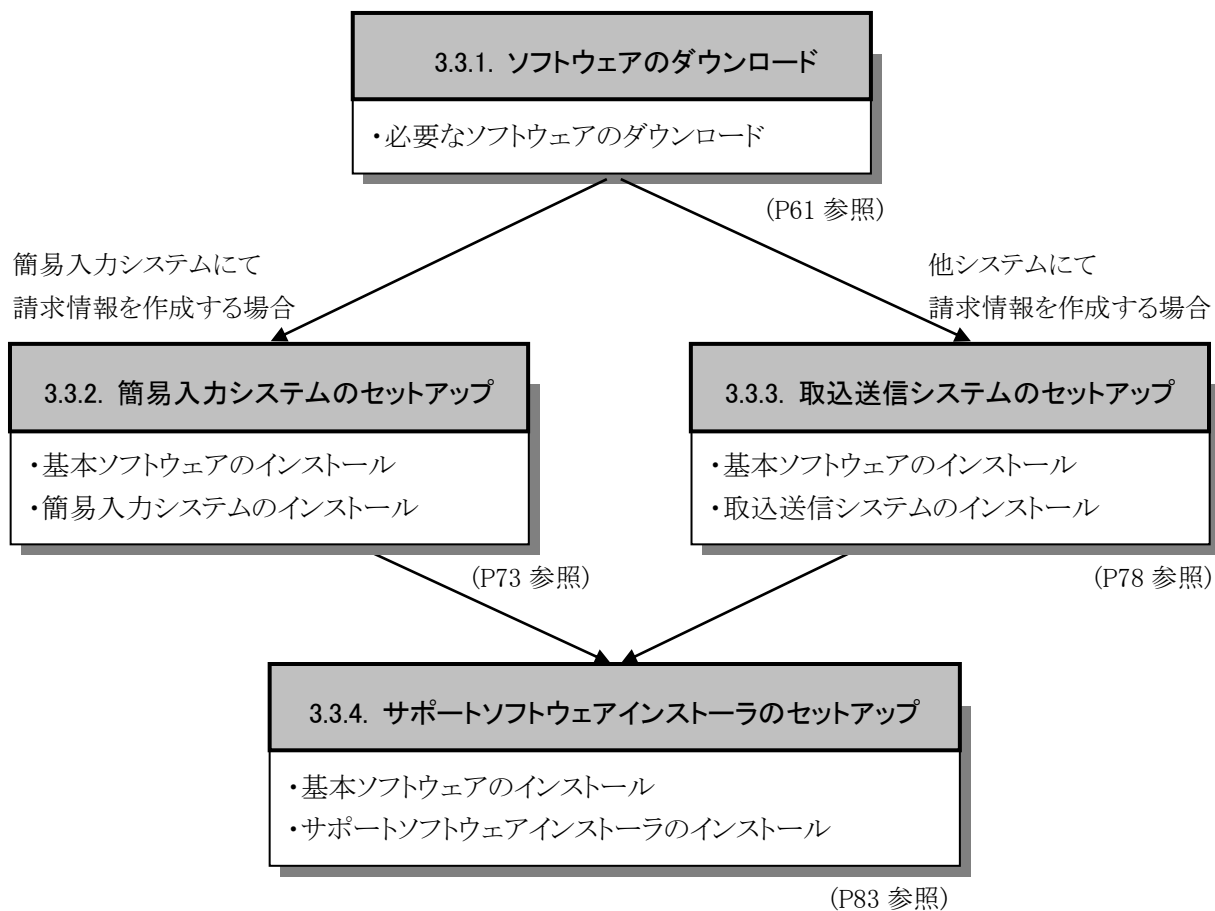 3.3.1. ソフトウェアのダウンロード
・必要なソフトウェアのダウンロード
(P61 参照)
簡易入力システムにて
請求情報を作成する場合
他システムにて
請求情報を作成する場合
3.3.2. 簡易入力システムのセットアップ
・基本ソフトウェアのインストール
・簡易入力システムのインストール
(P73 参照)
3.3.3. 取込送信システムのセットアップ
・基本ソフトウェアのインストール
・取込送信システムのインストール
(P78 参照)
3.3.4. サポートソフトウェアインストーラのセットアップ
・基本ソフトウェアのインストール
・サポートソフトウェアインストーラのインストール
(P83 参照)